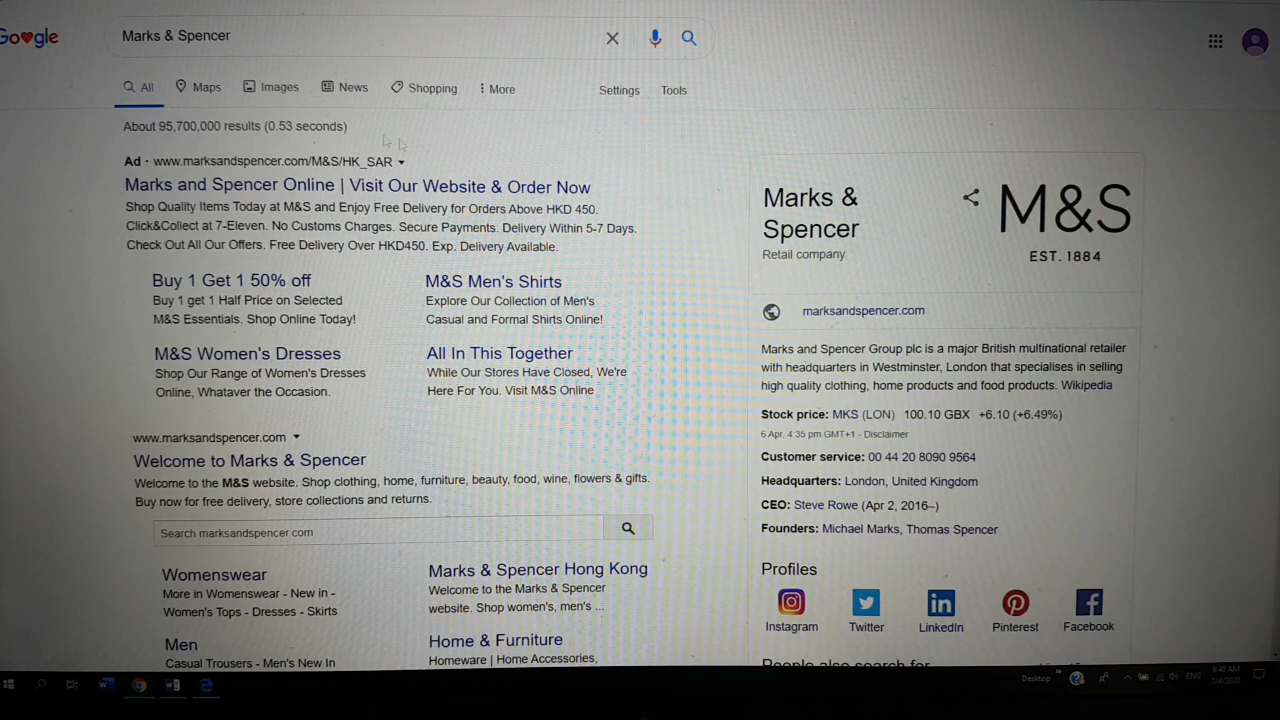 Google
Marks & Spencer
All Maps Images News Shopping More Settings Tools
About 95,700,000 results (0.53 seconds)
Ad · www.marksandspencer.com/M&S/HK_SAR
Marks and Spencer Online | Visit Our Website & Order Now
Shop Quality Items Today at M&S and Enjoy Free Delivery for Orders Above HKD 450.
Click&Collect at 7-Eleven. No Customs Charges. Secure Payments. Delivery Within 5-7 Days.
Check Out All Our Offers. Free Delivery Over HKD450. Exp. Delivery Available.
Buy 1 Get 1 50% off
Buy 1 get 1 Half Price on Selected
M&S Essentials. Shop Online Today!
M&S Men's Shirts
Explore Our Collection of Men's
Casual and Formal Shirts Online!
M&S Women's Dresses
Shop Our Range of Women's Dresses
Online, Whataver the Occasion.
All In This Together
While Our Stores Have Closed, We're
Here For You. Visit M&S Online
www.marksandspencer.com
Welcome to Marks & Spencer
Welcome to the M&S website. Shop clothing, home, furniture, beauty, food, wine, flowers & gifts.
Buy now for free delivery, store collections and returns.
Search marksandspencer.com
Womenswear
More in Womenswear - New in -
Women's Tops - Dresses - Skirts
Marks & Spencer Hong Kong
Welcome to the Marks & Spencer
website. Shop women's, men's ...
Men
Casual Trousers - Men's New In
Home & Furniture
Homeware | Home Accessories,
Marks &
Spencer
Retail company
M&S
EST. 1884
marksandspencer.com
Marks and Spencer Group plc is a major British multinational retailer
with headquarters in Westminster, London that specialises in selling
high quality clothing, home products and food products. Wikipedia
Stock price: MKS (LON) 100.10 GBX +6.10 (+6.49%)
6 Apr, 4:35 pm GMT+1 - Disclaimer
Customer service: 00 44 20 8090 9564
Headquarters: London, United Kingdom
CEO: Steve Rowe (Apr 2, 2016–)
Founders: Michael Marks, Thomas Spencer
Profiles
Instagram Twitter LinkedIn Pinterest Facebook
People also search for
Desktop ENG 8:40 AM
7/4/2020